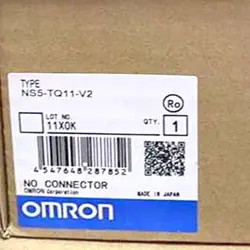 TYPE
NS5-TQ11-V2
Ro
LOT NO.
11X0K
QTY.
1
4 547648 287852
NO CONNECTOR
OMRON Corporation
MADE IN JAPAN
OMRON